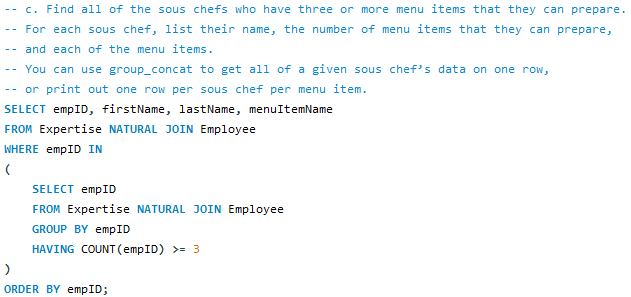 -- c. Find all of the sous chefs who have three or more menu items that they can prepare.
-- For each sous chef, list their name, the number of menu items that they can prepare,
-- and each of the menu items.
-- You can use group_concat to get all of a given sous chef’s data on one row,
-- or print out one row per sous chef per menu item.
SELECT empID, firstName, lastName, menuItemName
FROM Expertise NATURAL JOIN Employee
WHERE empID IN
(
    SELECT empID
    FROM Expertise NATURAL JOIN Employee
    GROUP BY empID
    HAVING COUNT(empID) >= 3
)
ORDER BY empID;